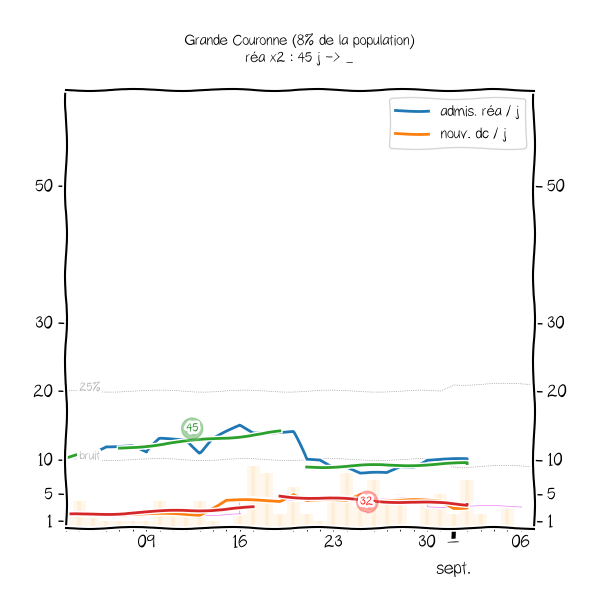 Grande Couronne (8% de la population)
réa x2 : 45 j -> _
admis. réa / j
nouv. dc / j
50 50
30 30
25%
20 20
45
bruit
10 10
5 5
32
1 1
09 16 23 30 06
sept.